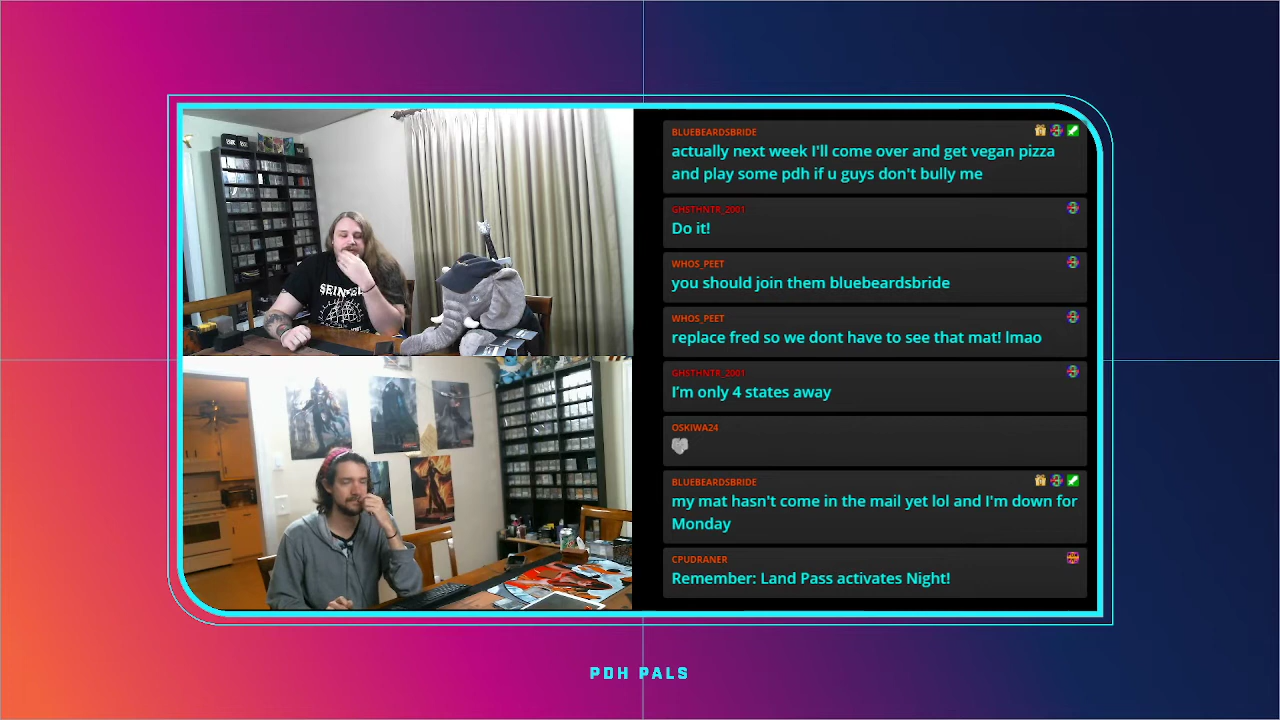 BLUEBEARDSBRIDE
actually next week I'll come over and get vegan pizza
and play some pdh if u guys don't bully me
GHSTHNTR_2001
Do it!
WHOS_PEET
you should join them bluebeardsbride
WHOS_PEET
replace fred so we dont have to see that mat! lmao
GHSTHNTR_2001
I'm only 4 states away
OSKIWA24
BLUEBEARDSBRIDE
my mat hasn't come in the mail yet lol and I'm down for
Monday
CPUDRANER
Remember: Land Pass activates Night!
PDH PALS